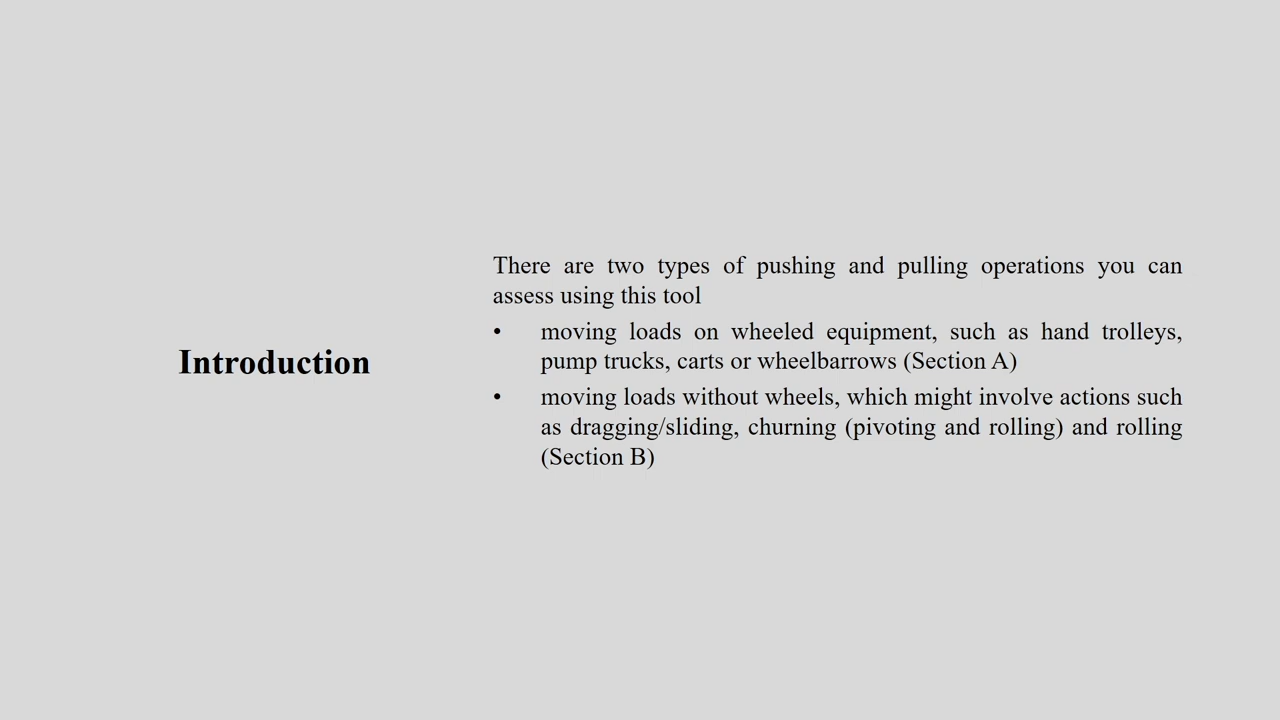 Introduction
There are two types of pushing and pulling operations you can
assess using this tool
• moving loads on wheeled equipment, such as hand trolleys,
pump trucks, carts or wheelbarrows (Section A)
• moving loads without wheels, which might involve actions such
as dragging/sliding, churning (pivoting and rolling) and rolling
(Section B)